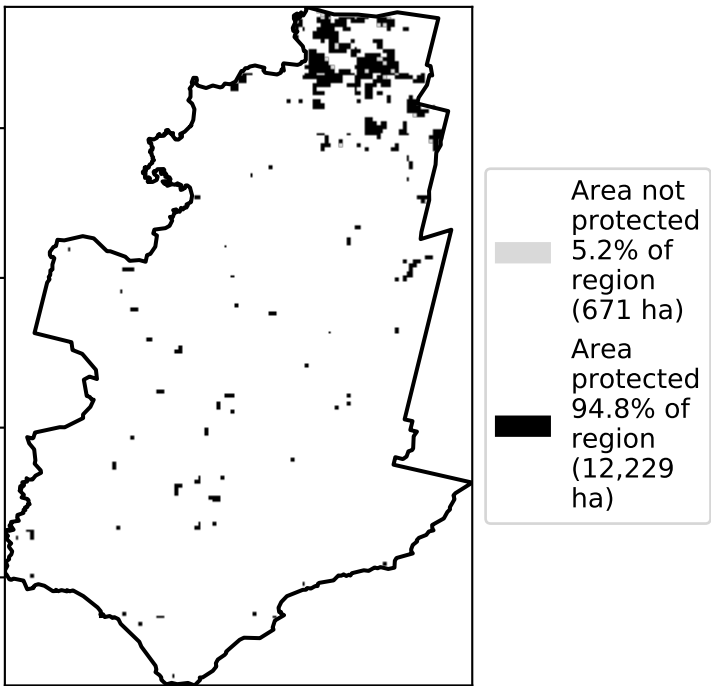 Area not
protected
5.2% of
region
(671 ha)
Area
protected
94.8% of
region
(12,229
ha)